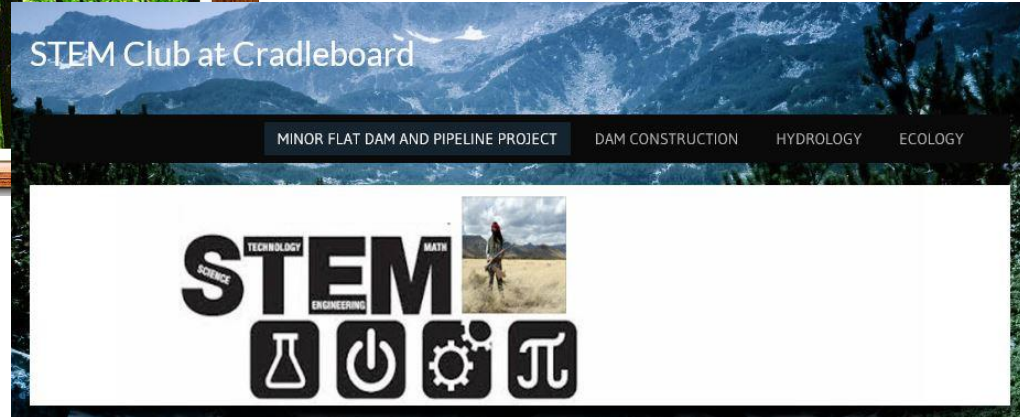 STEM Club at Cradleboard
MINOR FLAT DAM AND PIPELINE PROJECT DAM CONSTRUCTION HYDROLOGY ECOLOGY
STEM
SCIENCE TECHNOLOGY ENGINEERING MATH
π